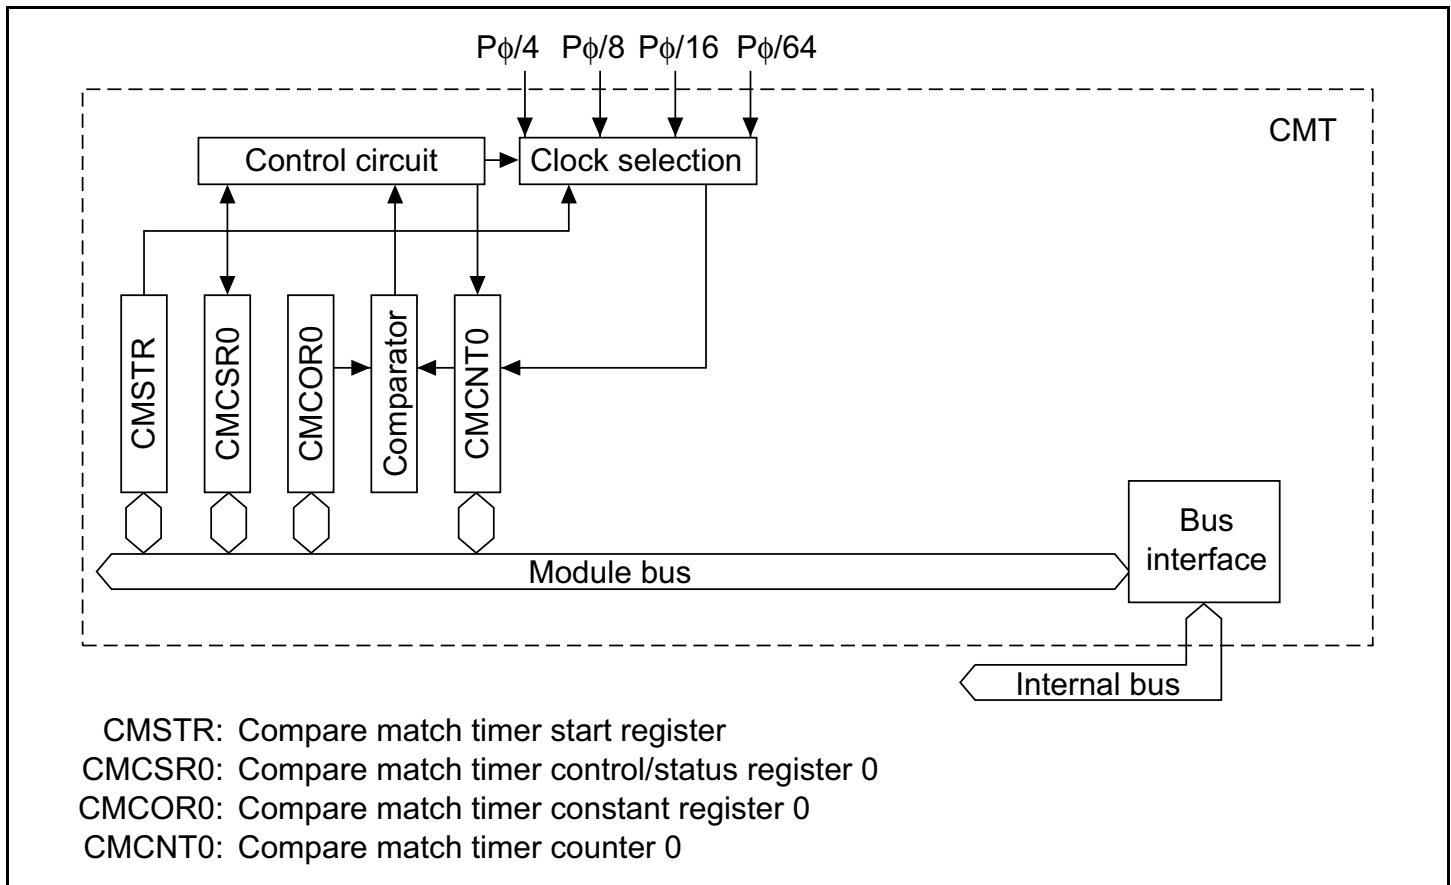 Pϕ/4 Pϕ/8 Pϕ/16 Pϕ/64
CMT
Control circuit
Clock selection
CMSTR
CMCSR0
CMCOR0
Comparator
CMCNT0
Bus
interface
Module bus
Internal bus
CMSTR: Compare match timer start register
CMCSR0: Compare match timer control/status register 0
CMCOR0: Compare match timer constant register 0
CMCNT0: Compare match timer counter 0